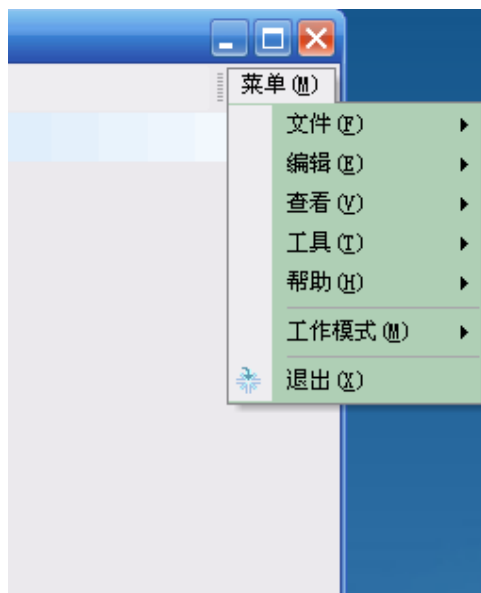 菜单(M)
文件(F)
编辑(E)
查看(V)
工具(T)
帮助(H)
工作模式(M)
退出(X)